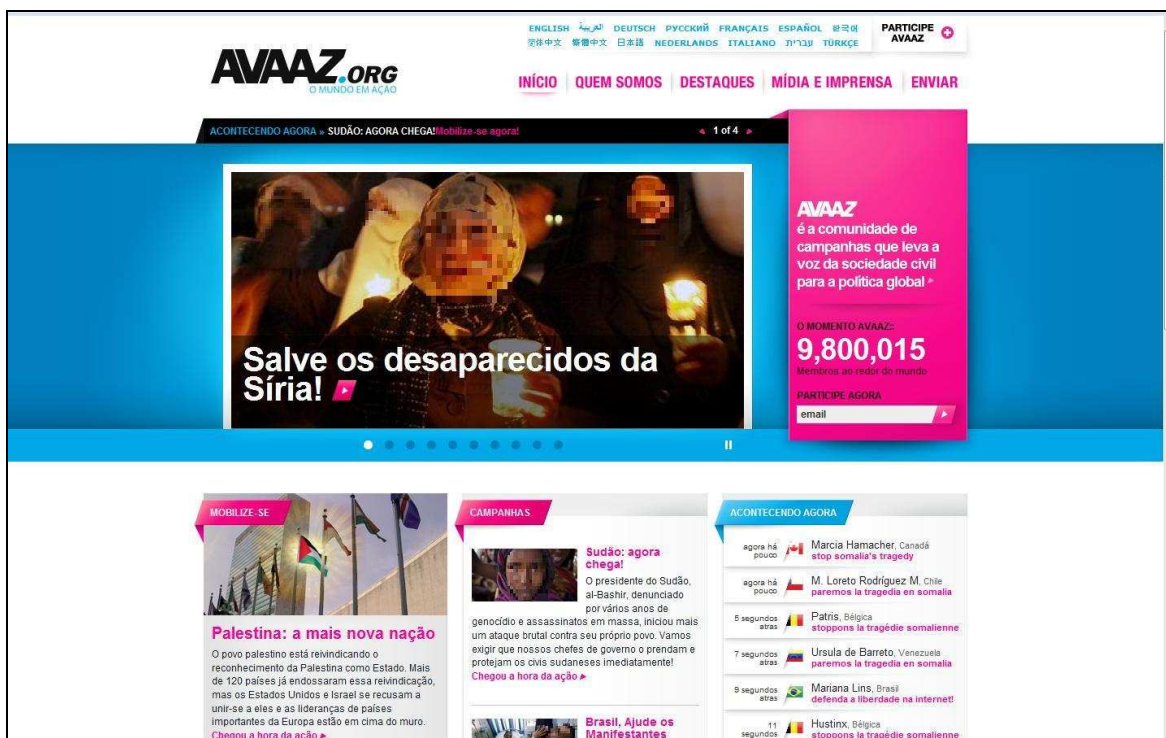 ENGLISH العربية DEUTSCH РУССКИЙ FRANÇAIS ESPAÑOL 한국어
简体中文 繁體中文 日本語 NEDERLANDS ITALIANO עברית TÜRKÇE
PARTICIPE
AVAAZ
AVAAZ.ORG
O MUNDO EM AÇÃO
INÍCIO QUEM SOMOS DESTAQUES MÍDIA E IMPRENSA ENVIAR
ACONTECENDO AGORA » SUDÃO: AGORA CHEGA!Mobilize-se agora!
1 of 4
Salve os desaparecidos da
Síria!
AVAAZ
é a comunidade de
campanhas que leva a
voz da sociedade civil
para a política global
O MOMENTO AVAAZ::
9,800,015
Membros ao redor do mundo
PARTICIPE AGORA
email
MOBILIZE-SE
Palestina: a mais nova nação
O povo palestino está reivindicando o
reconhecimento da Palestina como Estado. Mais
de 120 países já endossaram essa reivindicação,
mas os Estados Unidos e Israel se recusam a
unir-se a eles e as lideranças de países
importantes da Europa estão em cima do muro.
Chegou a hora da ação
CAMPANHAS
Sudão: agora
chega!
O presidente do Sudão,
al-Bashir, denunciado
por vários anos de
genocídio e assassinatos em massa, iniciou mais
um ataque brutal contra seu próprio povo. Vamos
exigir que nossos chefes de governo o prendam e
protejam os civis sudaneses imediatamente!
Chegou a hora da ação
Brasil, Ajude os
Manifestantes
ACONTECENDO AGORA
agora há pouco Marcia Hamacher, Canadá
stop somalia's tragedy
agora há pouco M. Loreto Rodríguez M, Chile
paremos la tragedia en somalia
5 segundos atras Patris, Bélgica
stoppons la tragédie somalienne
7 segundos atras Ursula de Barreto, Venezuela
paremos la tragedia en somalia
9 segundos atras Mariana Lins, Brasil
defenda a liberdade na internet!
11 segundos Hustinx, Bélgica
stoppons la tragédie somalienne